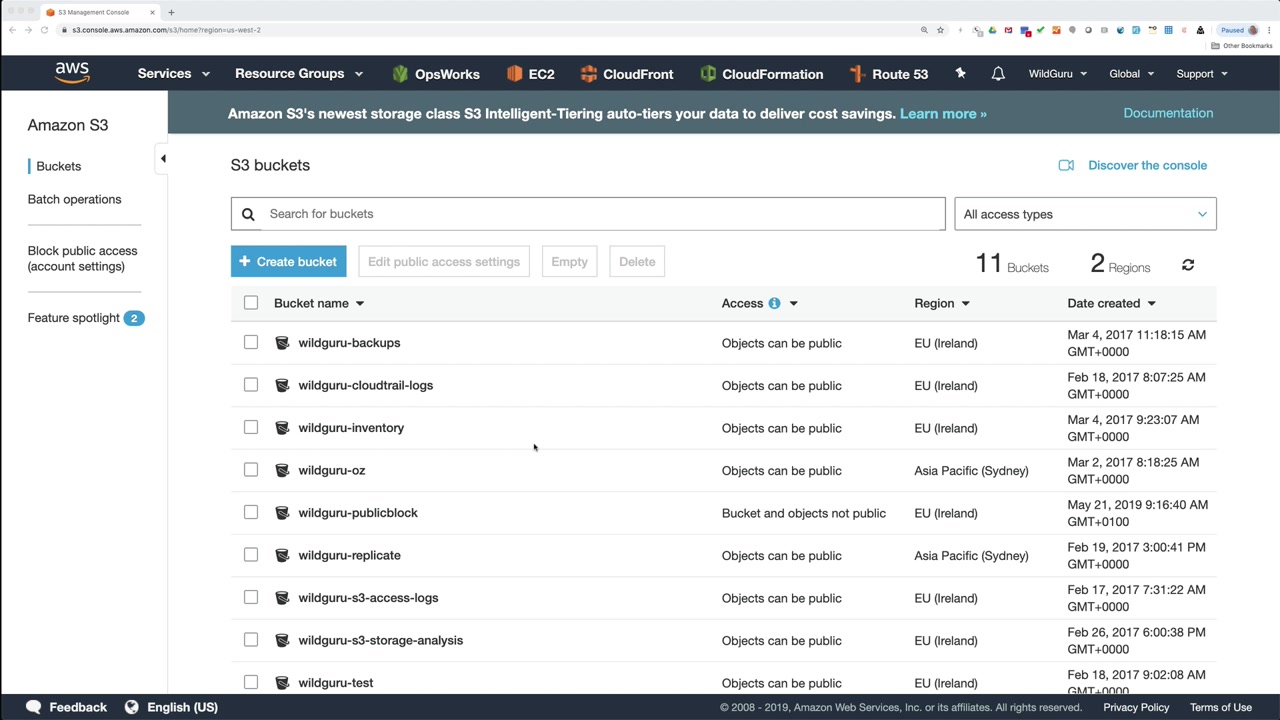 S3 Management Console
s3.console.aws.amazon.com/s3/home?region=us-west-2
Paused
Other Bookmarks
aws
Services
Resource Groups
OpsWorks
EC2
CloudFront
CloudFormation
Route 53
WildGuru
Global
Support
Amazon S3's newest storage class S3 Intelligent-Tiering auto-tiers your data to deliver cost savings. Learn more »
Documentation
Amazon S3
Buckets
Batch operations
Block public access
(account settings)
Feature spotlight 2
S3 buckets
Discover the console
Search for buckets
All access types
+ Create bucket
Edit public access settings
Empty
Delete
11 Buckets
2 Regions
Bucket name
Access
Region
Date created
wildguru-backups
Objects can be public
EU (Ireland)
Mar 4, 2017 11:18:15 AM
GMT+0000
wildguru-cloudtrail-logs
Objects can be public
EU (Ireland)
Feb 18, 2017 8:07:25 AM
GMT+0000
wildguru-inventory
Objects can be public
EU (Ireland)
Mar 4, 2017 9:23:07 AM
GMT+0000
wildguru-oz
Objects can be public
Asia Pacific (Sydney)
Mar 2, 2017 8:18:25 AM
GMT+0000
wildguru-publicblock
Bucket and objects not public
EU (Ireland)
May 21, 2019 9:16:40 AM
GMT+0100
wildguru-replicate
Objects can be public
Asia Pacific (Sydney)
Feb 19, 2017 3:00:41 PM
GMT+0000
wildguru-s3-access-logs
Objects can be public
EU (Ireland)
Feb 17, 2017 7:31:22 AM
GMT+0000
wildguru-s3-storage-analysis
Objects can be public
EU (Ireland)
Feb 26, 2017 6:00:38 PM
GMT+0000
wildguru-test
Objects can be public
EU (Ireland)
Feb 18, 2017 9:02:08 AM
GMT+0000
Feedback
English (US)
© 2008 - 2019, Amazon Web Services, Inc. or its affiliates. All rights reserved.
Privacy Policy
Terms of Use